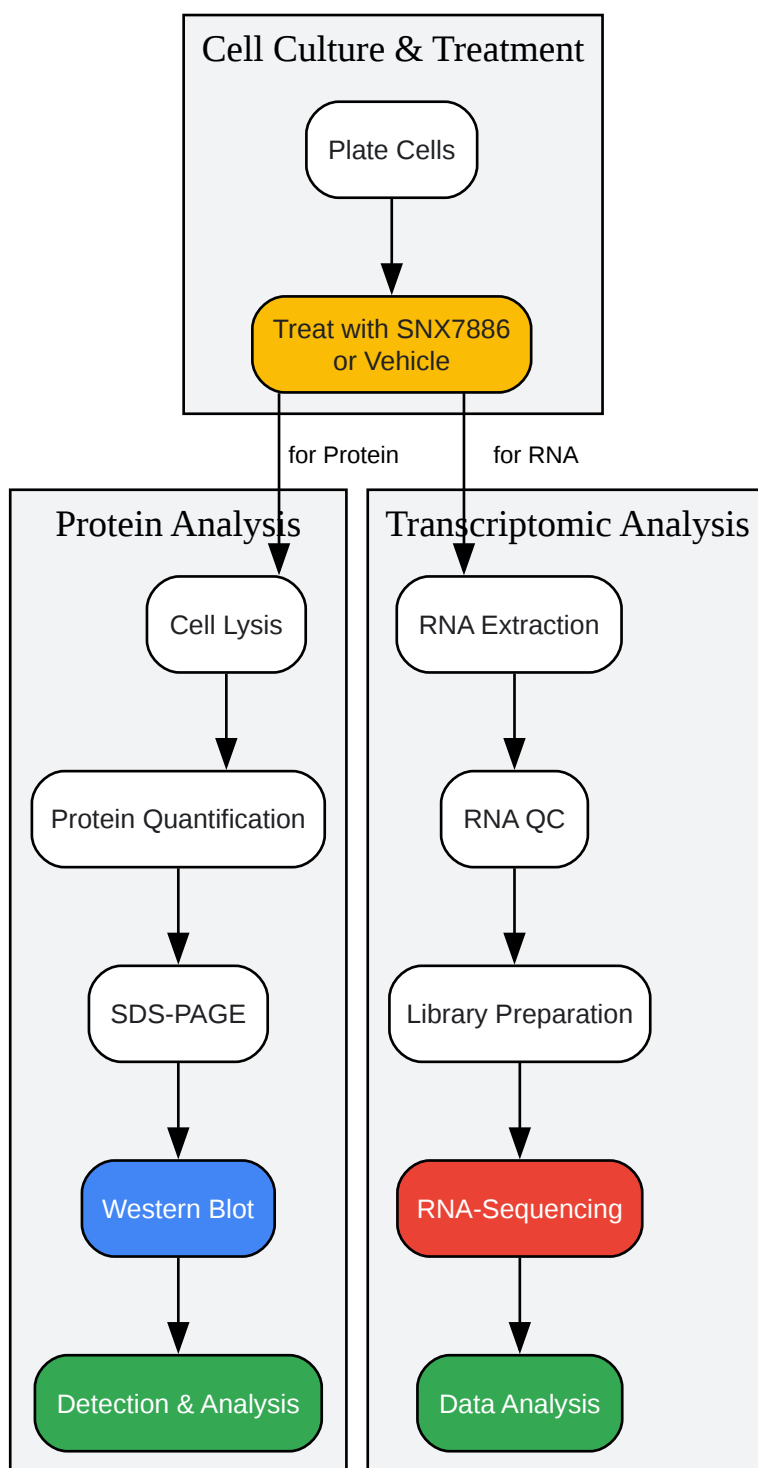 Cell Culture & Treatment
Plate Cells
Treat with SNX7886
or Vehicle
for Protein
for RNA
Protein Analysis
Cell Lysis
Protein Quantification
SDS-PAGE
Western Blot
Detection & Analysis
Transcriptomic Analysis
RNA Extraction
RNA QC
Library Preparation
RNA-Sequencing
Data Analysis